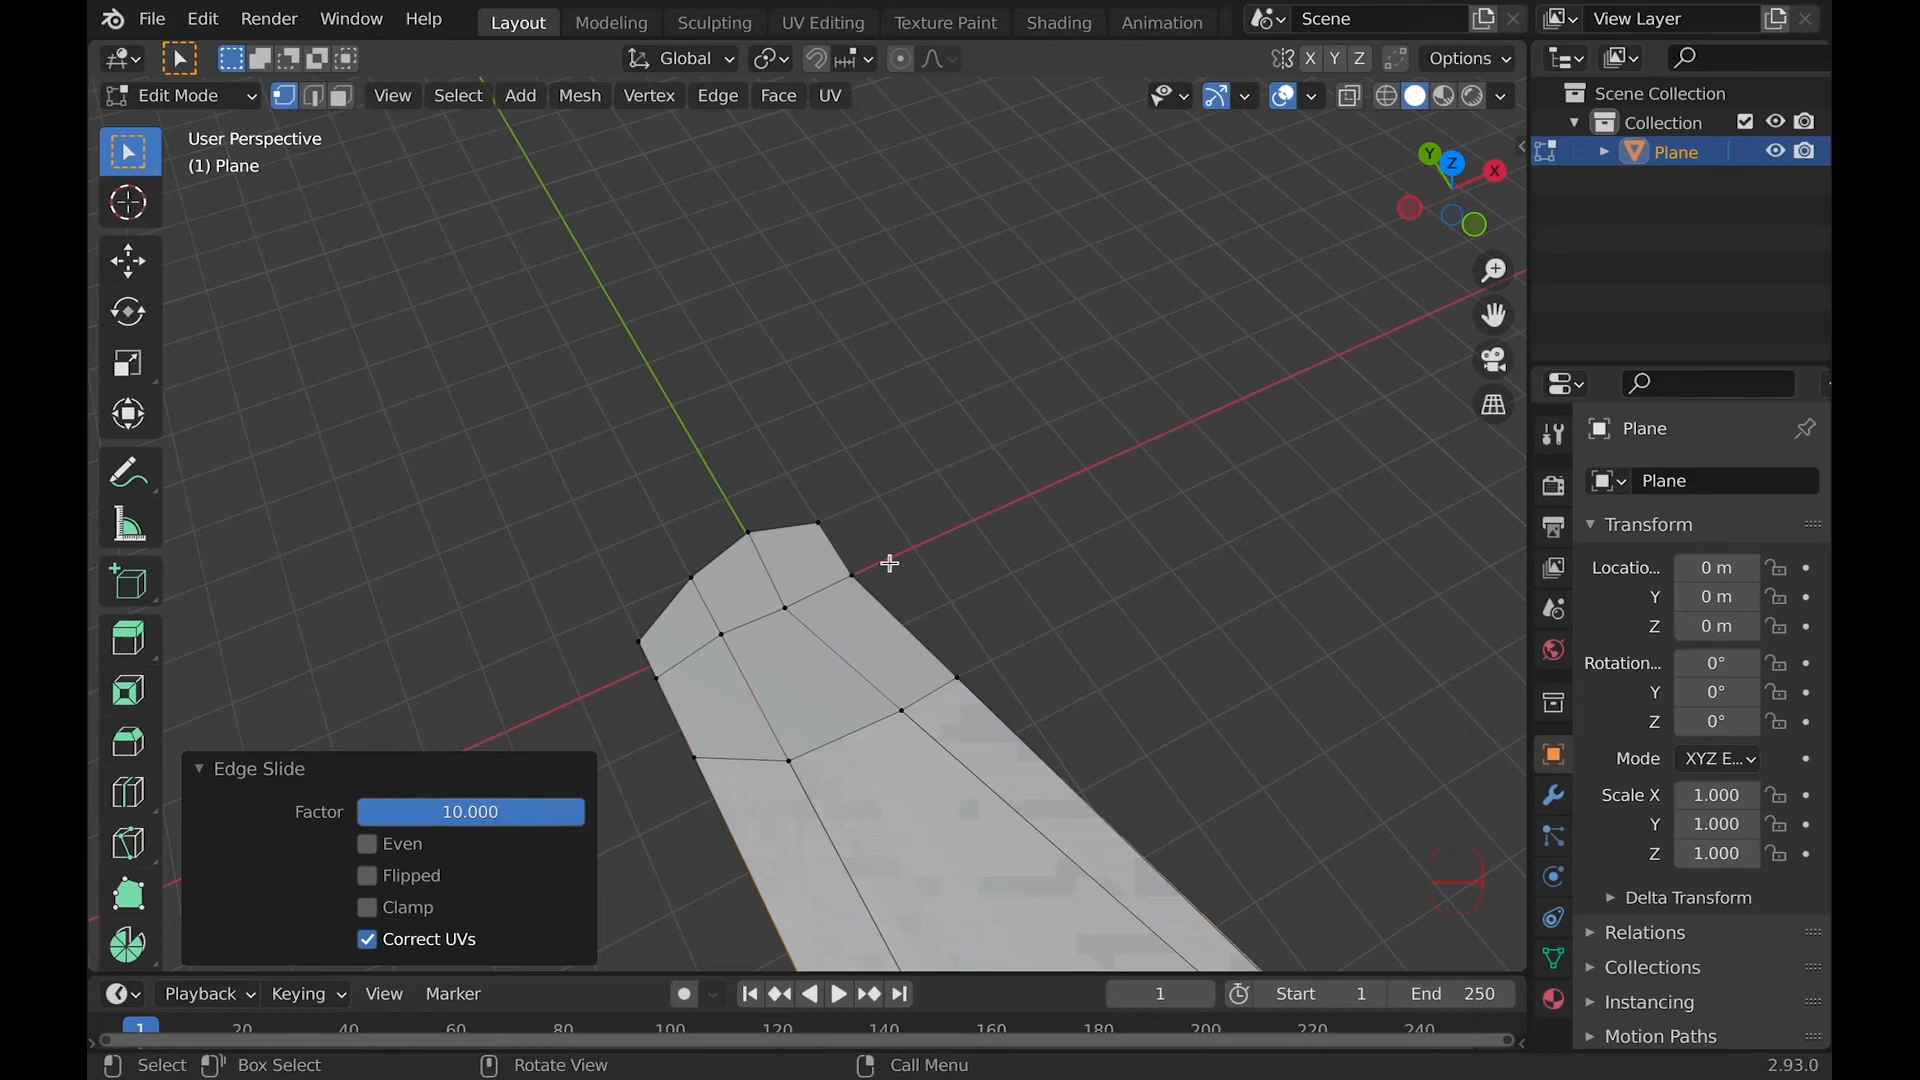 File Edit Render Window Help Layout Modeling Sculpting UV Editing Texture Paint Shading Animation Scene View Layer
Global X Y Z Options
Edit Mode View Select Add Mesh Vertex Edge Face UV
Scene Collection
Collection
Plane
User Perspective
(1) Plane
Y Z X
Plane
Plane
Transform
Locatio... 0 m
Y 0 m
Z 0 m
Rotation... 0°
Y 0°
Z 0°
Mode XYZ E...
Scale X 1.000
Y 1.000
Z 1.000
Delta Transform
Relations
Collections
Instancing
Motion Paths
Edge Slide
Factor 10.000
Even
Flipped
Clamp
Correct UVs
Playback Keying View Marker 1 Start 1 End 250
1 20 40 60 80 100 120 140 160 180 200 220 240
Select Box Select Rotate View Call Menu 2.93.0